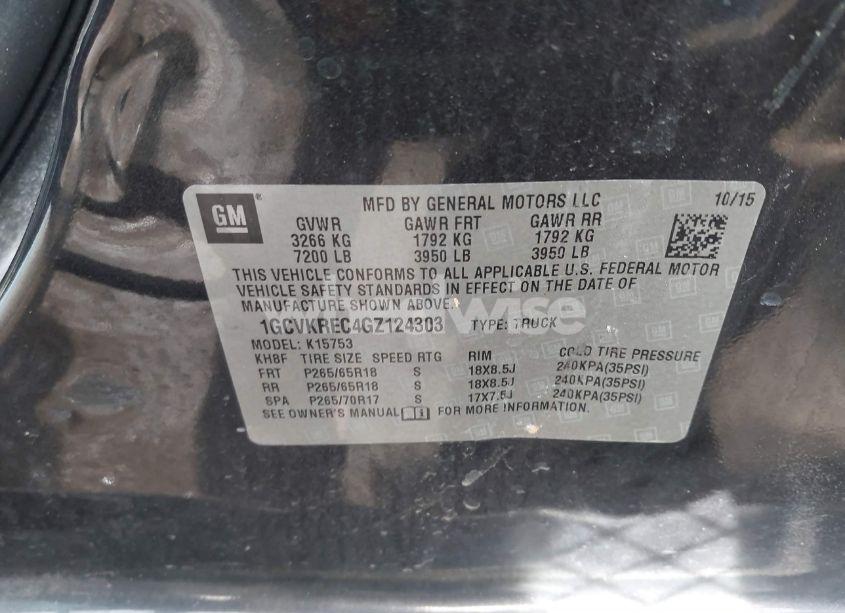 GM
MFD BY GENERAL MOTORS LLC 10/15
GVWR GAWR FRT GAWR RR
3266 KG 1792 KG 1792 KG
7200 LB 3950 LB 3950 LB
THIS VEHICLE CONFORMS TO ALL APPLICABLE U.S. FEDERAL MOTOR
VEHICLE SAFETY STANDARDS IN EFFECT ON THE DATE OF
MANUFACTURE SHOWN ABOVE.
1GCVKREC4GZ124303 TYPE: TRUCK
MODEL: K15753
KH8F TIRE SIZE SPEED RTG RIM COLD TIRE PRESSURE
FRT P265/65R18 S 18X8.5J 240KPA(35PSI)
RR P265/65R18 S 18X8.5J 240KPA(35PSI)
SPA P265/70R17 S 17X7.5J 240KPA(35PSI)
SEE OWNER'S MANUAL FOR MORE INFORMATION.